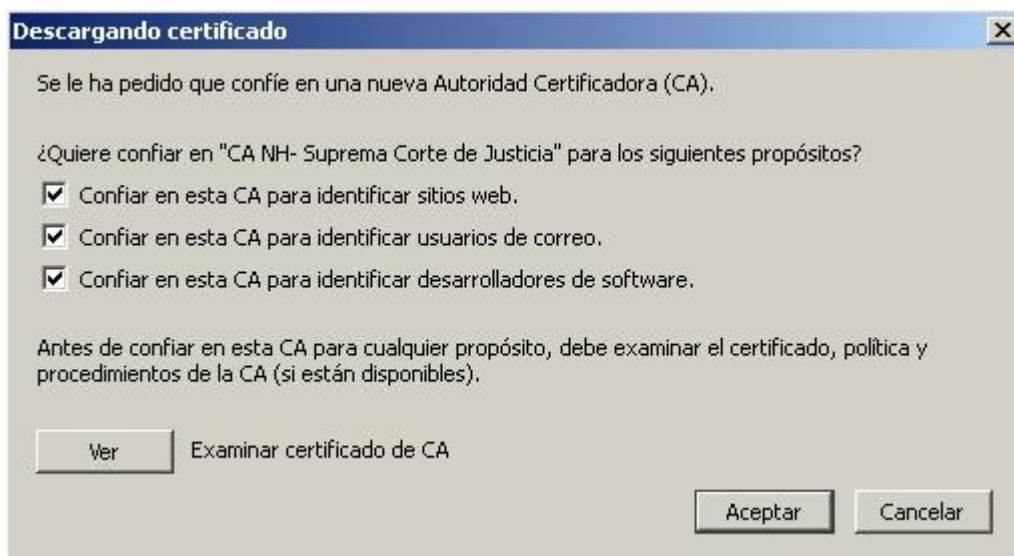 Descargando certificado
Se le ha pedido que confíe en una nueva Autoridad Certificadora (CA).
¿Quiere confiar en "CA NH- Suprema Corte de Justicia" para los siguientes propósitos?
Confiar en esta CA para identificar sitios web.
Confiar en esta CA para identificar usuarios de correo.
Confiar en esta CA para identificar desarrolladores de software.
Antes de confiar en esta CA para cualquier propósito, debe examinar el certificado, política y
procedimientos de la CA (si están disponibles).
Ver Examinar certificado de CA
Aceptar Cancelar